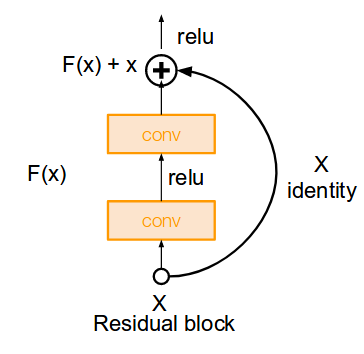 relu
F(x) + x
conv
F(x)
relu
X
identity
conv
X
Residual block